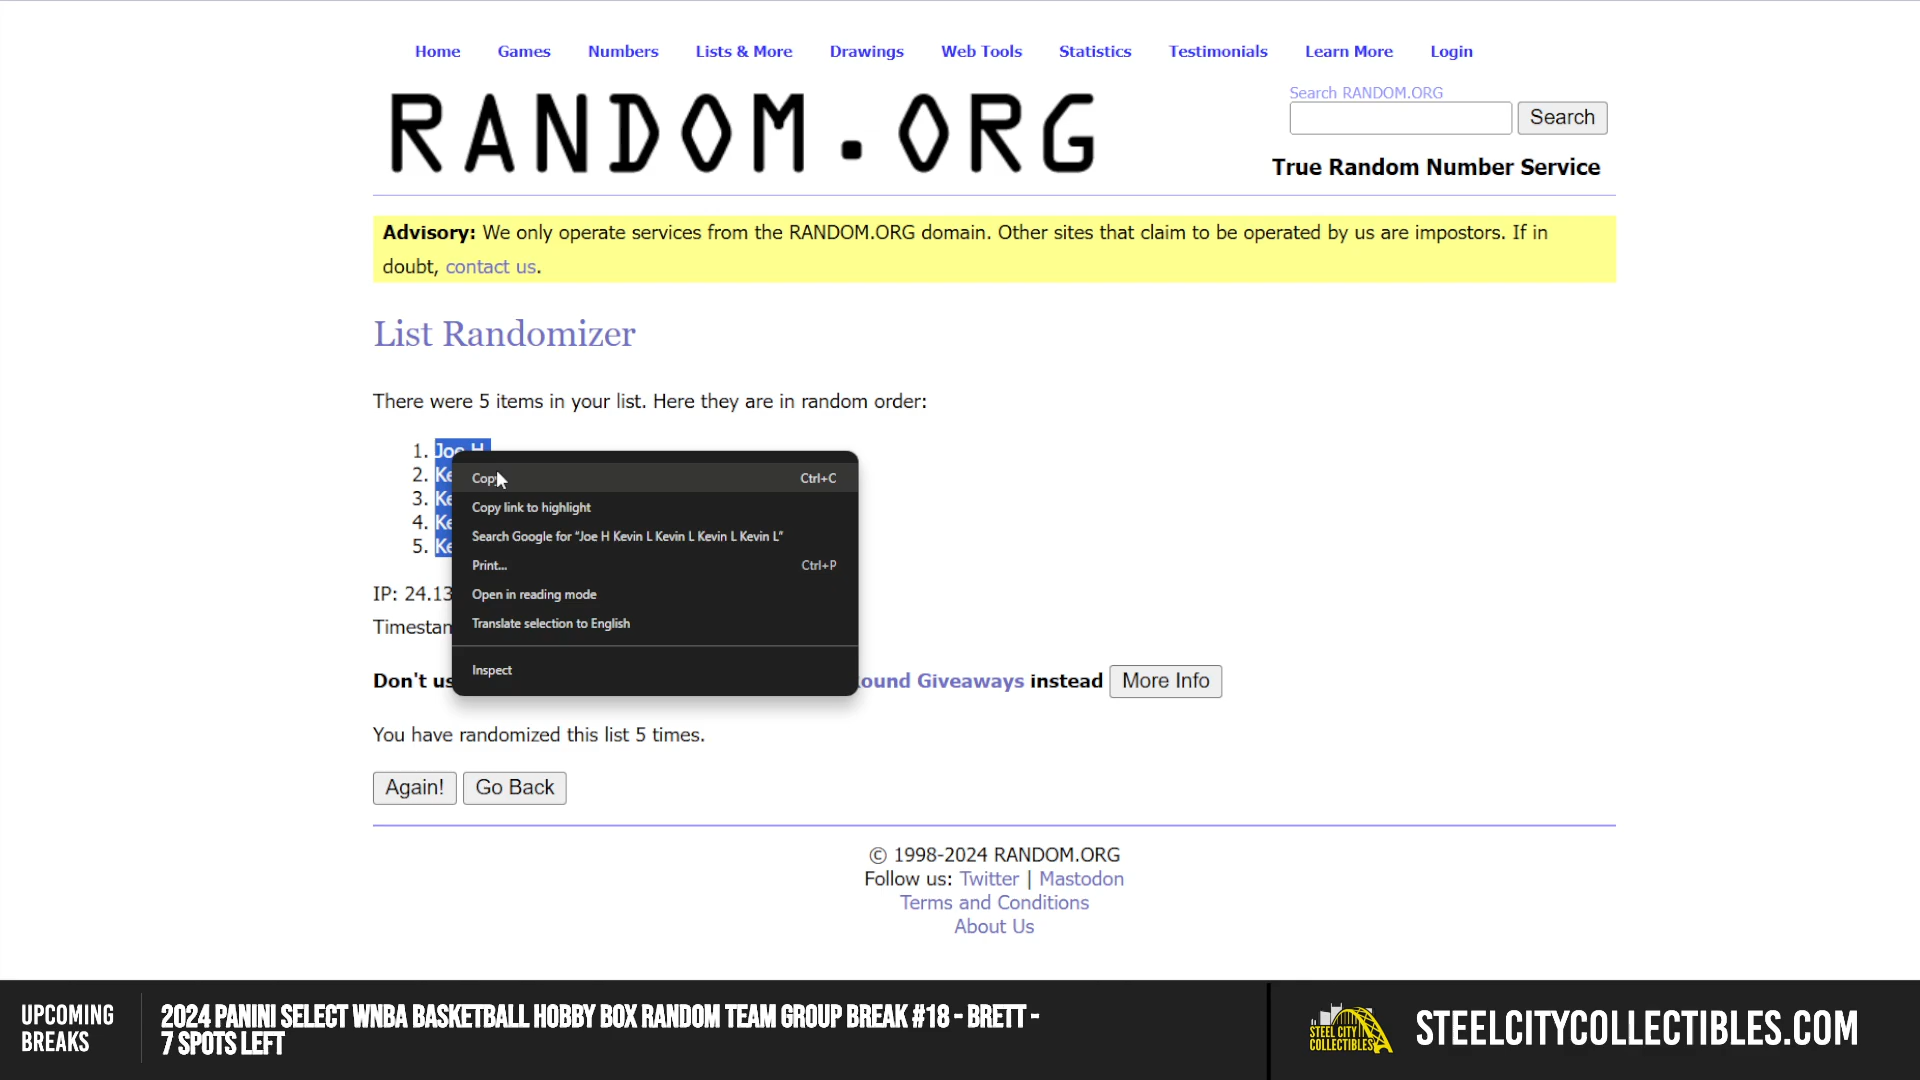 Home Games Numbers Lists & More Drawings Web Tools Statistics Testimonials Learn More Login
RANDOM.ORG
Search RANDOM.ORG
Search
True Random Number Service
Advisory: We only operate services from the RANDOM.ORG domain. Other sites that claim to be operated by us are impostors. If in
doubt, contact us.
List Randomizer
There were 5 items in your list. Here they are in random order:
1. Joe H
2. Ke
3. Ke
4. Ke
5. Ke
Copy Ctrl+C
Copy link to highlight
Search Google for "Joe H Kevin L Kevin L Kevin L Kevin L"
Print... Ctrl+P
Open in reading mode
Translate selection to English
Inspect
IP: 24.13
Timestam
Don't us ound Giveaways instead More Info
You have randomized this list 5 times.
Again! Go Back
© 1998-2024 RANDOM.ORG
Follow us: Twitter | Mastodon
Terms and Conditions
About Us
UPCOMING
BREAKS
2024 PANINI SELECT WNBA BASKETBALL HOBBY BOX RANDOM TEAM GROUP BREAK #18 - BRETT -
7 SPOTS LEFT
STEEL CITY
COLLECTIBLES
STEELCITYCOLLECTIBLES.COM